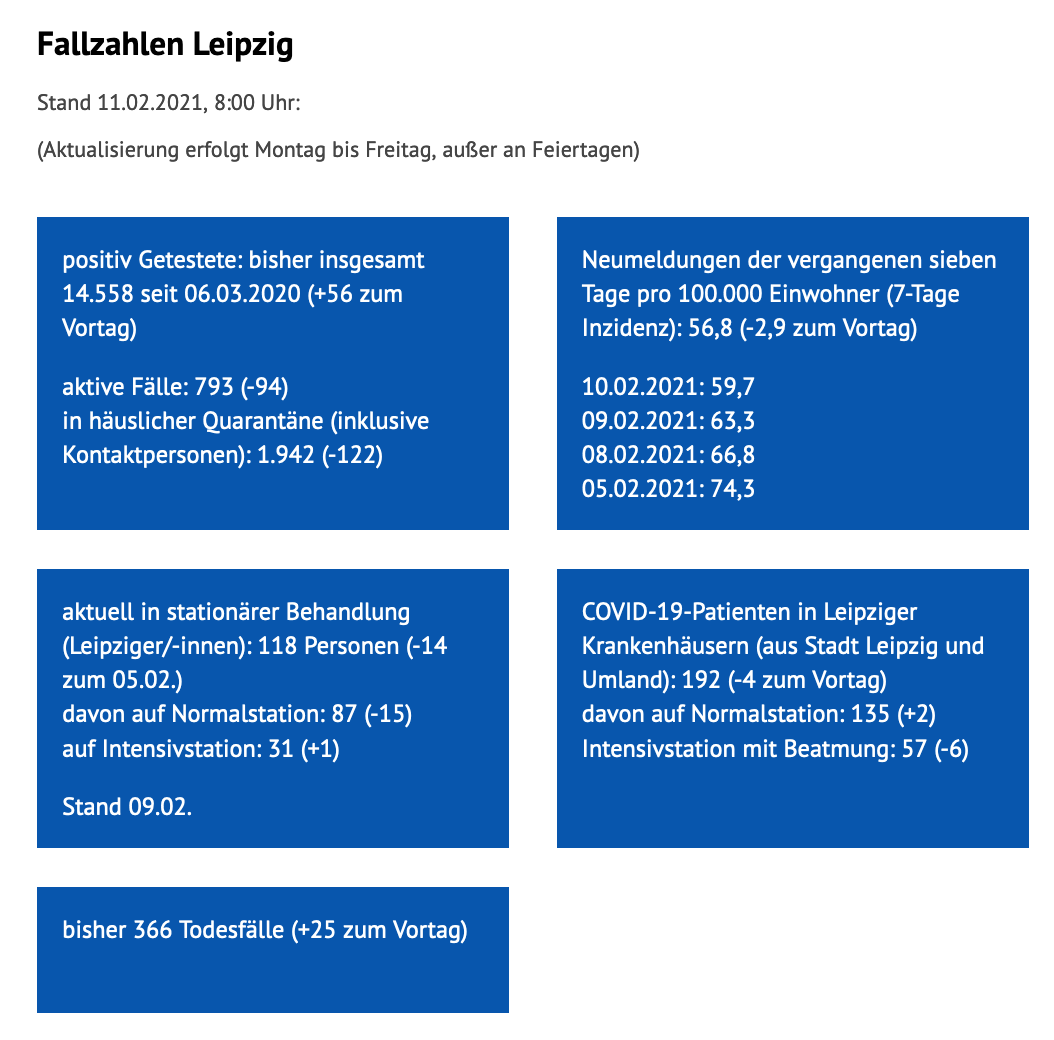 Fallzahlen Leipzig
Stand 11.02.2021, 8:00 Uhr:
(Aktualisierung erfolgt Montag bis Freitag, außer an Feiertagen)
positiv Getestete: bisher insgesamt
14.558 seit 06.03.2020 (+56 zum
Vortag)
aktive Fälle: 793 (-94)
in häuslicher Quarantäne (inklusive
Kontaktpersonen): 1.942 (-122)
Neumeldungen der vergangenen sieben
Tage pro 100.000 Einwohner (7-Tage
Inzidenz): 56,8 (-2,9 zum Vortag)
10.02.2021: 59,7
09.02.2021: 63,3
08.02.2021: 66,8
05.02.2021: 74,3
aktuell in stationärer Behandlung
(Leipziger/-innen): 118 Personen (-14
zum 05.02.)
davon auf Normalstation: 87 (-15)
auf Intensivstation: 31 (+1)
Stand 09.02.
COVID-19-Patienten in Leipziger
Krankenhäusern (aus Stadt Leipzig und
Umland): 192 (-4 zum Vortag)
davon auf Normalstation: 135 (+2)
Intensivstation mit Beatmung: 57 (-6)
bisher 366 Todesfälle (+25 zum Vortag)